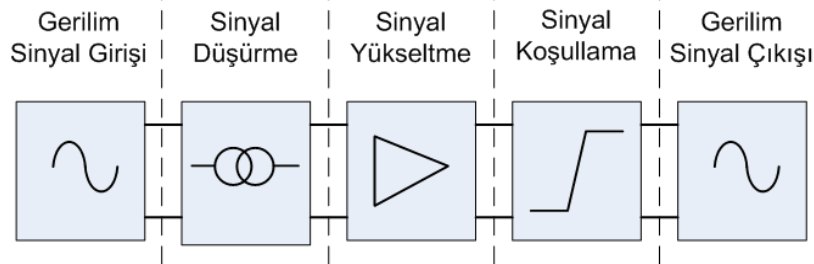 Gerilim
Sinyal Girişi
Sinyal
Düşürme
Sinyal
Yükseltme
Sinyal
Koşullama
Gerilim
Sinyal Çıkışı